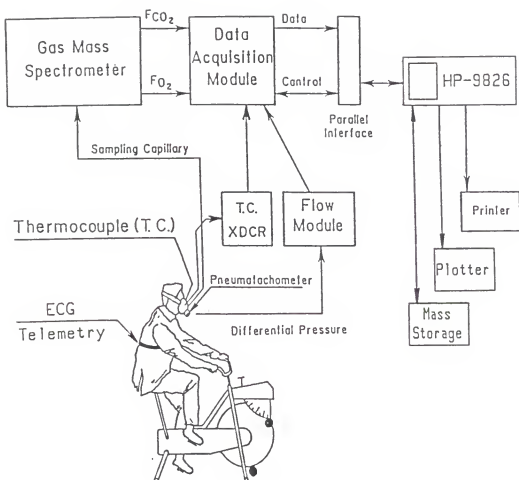 Gas Mass
Spectrometer
FCO2
FO2
Data
Acquisition
Module
Data
Cantrol
Parallel
Interface
HP-9826
Sampling Capillary
T.C.
XDCR
Flow
Module
Printer
Plotter
Mass
Storage
Thermocouple (T.C.)
Pneumatachometer
ECG
Telemetry
Differential Pressure